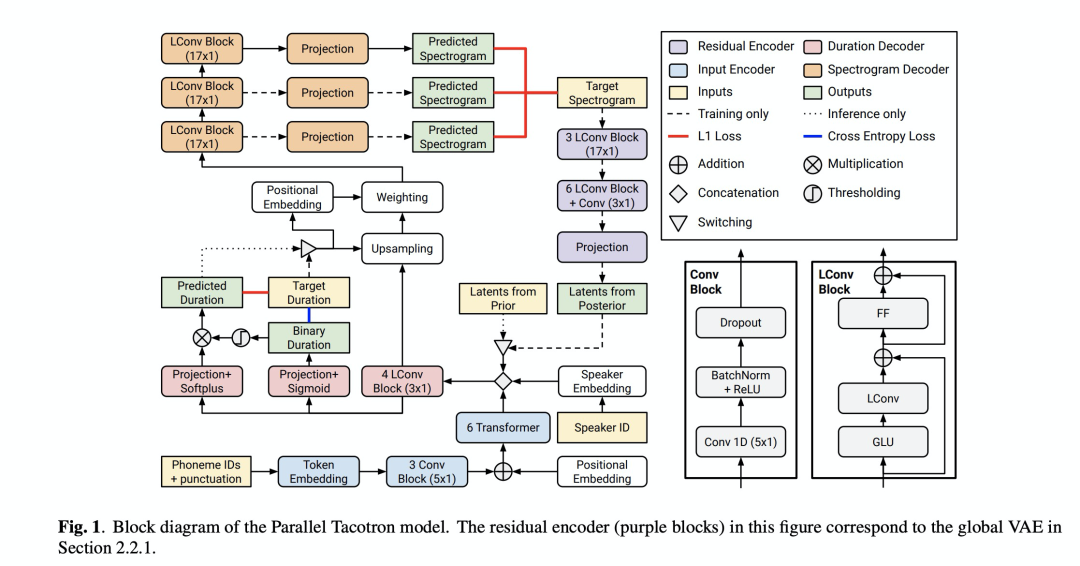 LConv Block
(17x1)
Projection
Predicted
Spectrogram
LConv Block
(17x1)
Projection
Predicted
Spectrogram
LConv Block
(17x1)
Projection
Predicted
Spectrogram
Target
Spectrogram
3 LConv Block
(17x1)
6 LConv Block
+ Conv (3x1)
Projection
Latents from
Prior
Latents from
Posterior
Positional
Embedding
Weighting
Upsampling
Predicted
Duration
Target
Duration
Binary
Duration
Projection+
Softplus
Projection+
Sigmoid
4 LConv
Block (3x1)
Speaker
Embedding
6 Transformer
Speaker ID
Phoneme IDs
+ punctuation
Token
Embedding
3 Conv
Block (5x1)
Positional
Embedding
Residual Encoder
Duration Decoder
Input Encoder
Spectrogram Decoder
Inputs
Outputs
Training only
Inference only
L1 Loss
Cross Entropy Loss
Addition
Multiplication
Concatenation
Thresholding
Switching
Conv
Block
Dropout
BatchNorm
+ ReLU
Conv 1D (5x1)
LConv
Block
FF
LConv
GLU
Fig. 1. Block diagram of the Parallel Tacotron model. The residual encoder (purple blocks) in this figure correspond to the global VAE in
Section 2.2.1.